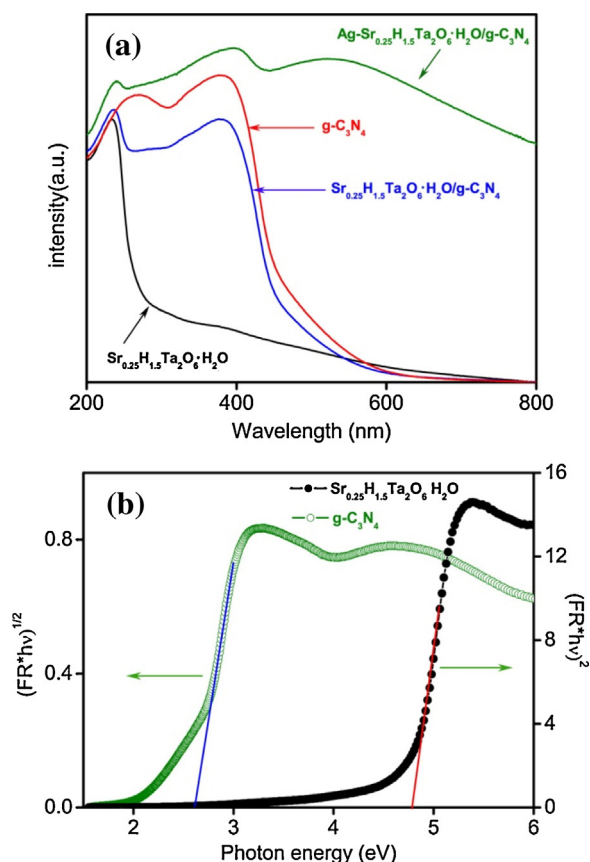 (a)
Ag-Sr0.25H1.5Ta2O6·H2O/g-C3N4
g-C3N4
Sr0.25H1.5Ta2O6·H2O/g-C3N4
Sr0.25H1.5Ta2O6·H2O
intensity(a.u.)
200 400 600 800
Wavelength (nm)
(b)
Sr0.25H1.5Ta2O6 H2O
g-C3N4
0.8
0.4
0.0
(FR*hν)1/2
16
12
8
4
0
(FR*hν)2
2 3 4 5 6
Photon energy (eV)